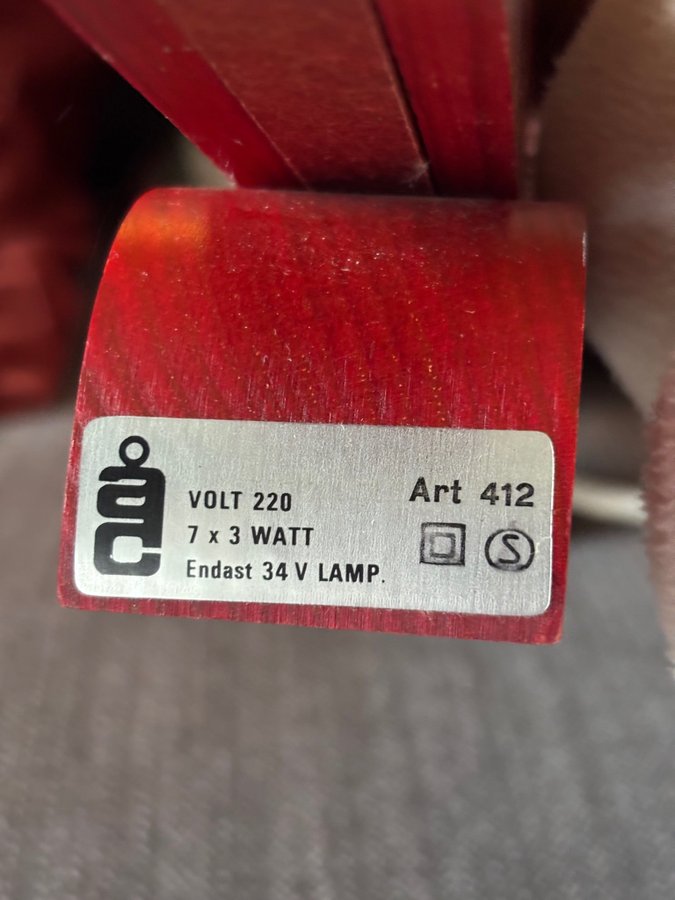 VOLT 220
7 x 3 WATT
Endast 34 V LAMP.
Art 412
S